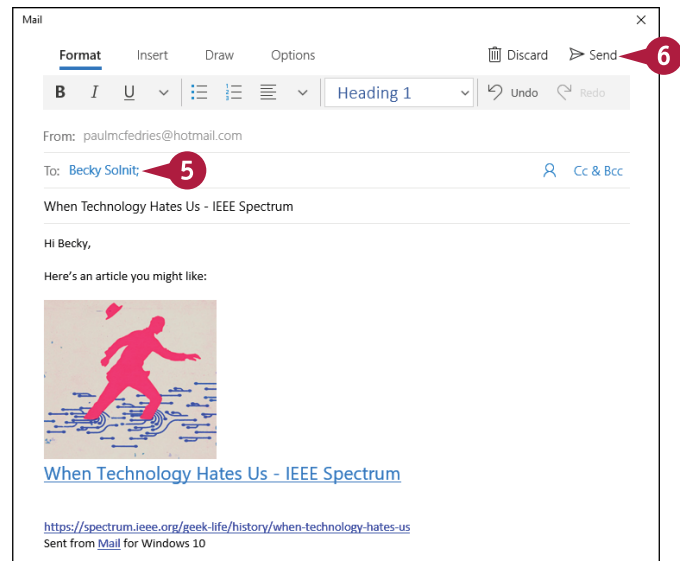 Mail
Format Insert Draw Options Discard Send 6
B I U Heading 1 Undo Redo
From: paulmcfedries@hotmail.com
To: Becky Solnit; 5 Cc & Bcc
When Technology Hates Us - IEEE Spectrum
Hi Becky,
Here's an article you might like:
When Technology Hates Us - IEEE Spectrum
https://spectrum.ieee.org/geek-life/history/when-technology-hates-us
Sent from Mail for Windows 10